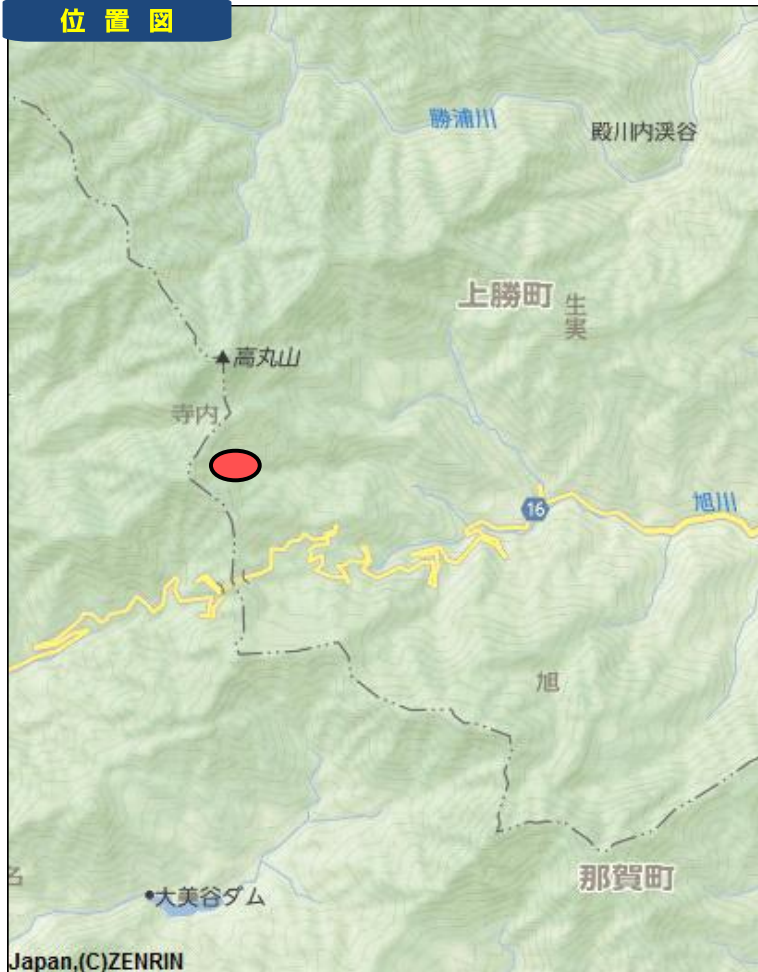 位置図
勝浦川
殿川内渓谷
上勝町
生実
高丸山
寺内
16
旭川
旭
那賀町
名
大美谷ダム
Japan,(C)ZENRIN